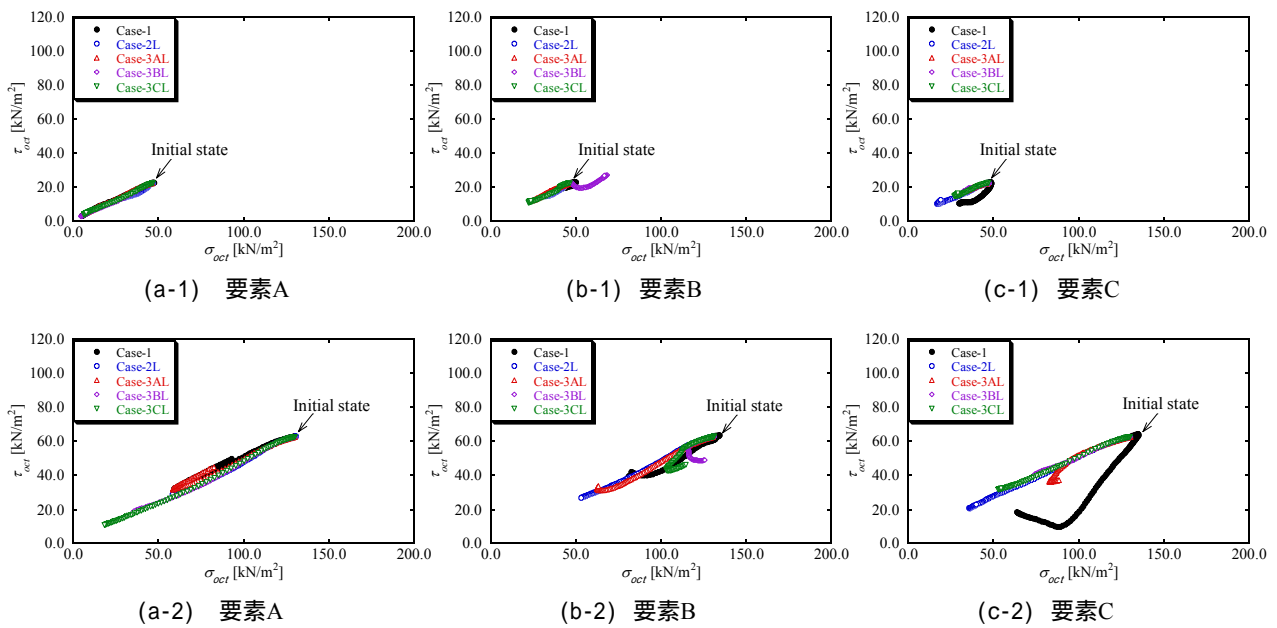 120.0
100.0
80.0
60.0
40.0
20.0
0.0
τoct [kN/m²]
Case-1
Case-2L
Case-3AL
Case-3BL
Case-3CL
Initial state
0.0 50.0 100.0 150.0 200.0
σoct [kN/m²]
(a-1) 要素A
120.0
100.0
80.0
60.0
40.0
20.0
0.0
τoct [kN/m²]
Case-1
Case-2L
Case-3AL
Case-3BL
Case-3CL
Initial state
0.0 50.0 100.0 150.0 200.0
σoct [kN/m²]
(b-1) 要素B
120.0
100.0
80.0
60.0
40.0
20.0
0.0
τoct [kN/m²]
Case-1
Case-2L
Case-3AL
Case-3BL
Case-3CL
Initial state
0.0 50.0 100.0 150.0 200.0
σoct [kN/m²]
(c-1) 要素C
120.0
100.0
80.0
60.0
40.0
20.0
0.0
τoct [kN/m²]
Case-1
Case-2L
Case-3AL
Case-3BL
Case-3CL
Initial state
0.0 50.0 100.0 150.0 200.0
σoct [kN/m²]
(a-2) 要素A
120.0
100.0
80.0
60.0
40.0
20.0
0.0
τoct [kN/m²]
Case-1
Case-2L
Case-3AL
Case-3BL
Case-3CL
Initial state
0.0 50.0 100.0 150.0 200.0
σoct [kN/m²]
(b-2) 要素B
120.0
100.0
80.0
60.0
40.0
20.0
0.0
τoct [kN/m²]
Case-1
Case-2L
Case-3AL
Case-3BL
Case-3CL
Initial state
0.0 50.0 100.0 150.0 200.0
σoct [kN/m²]
(c-2) 要素C